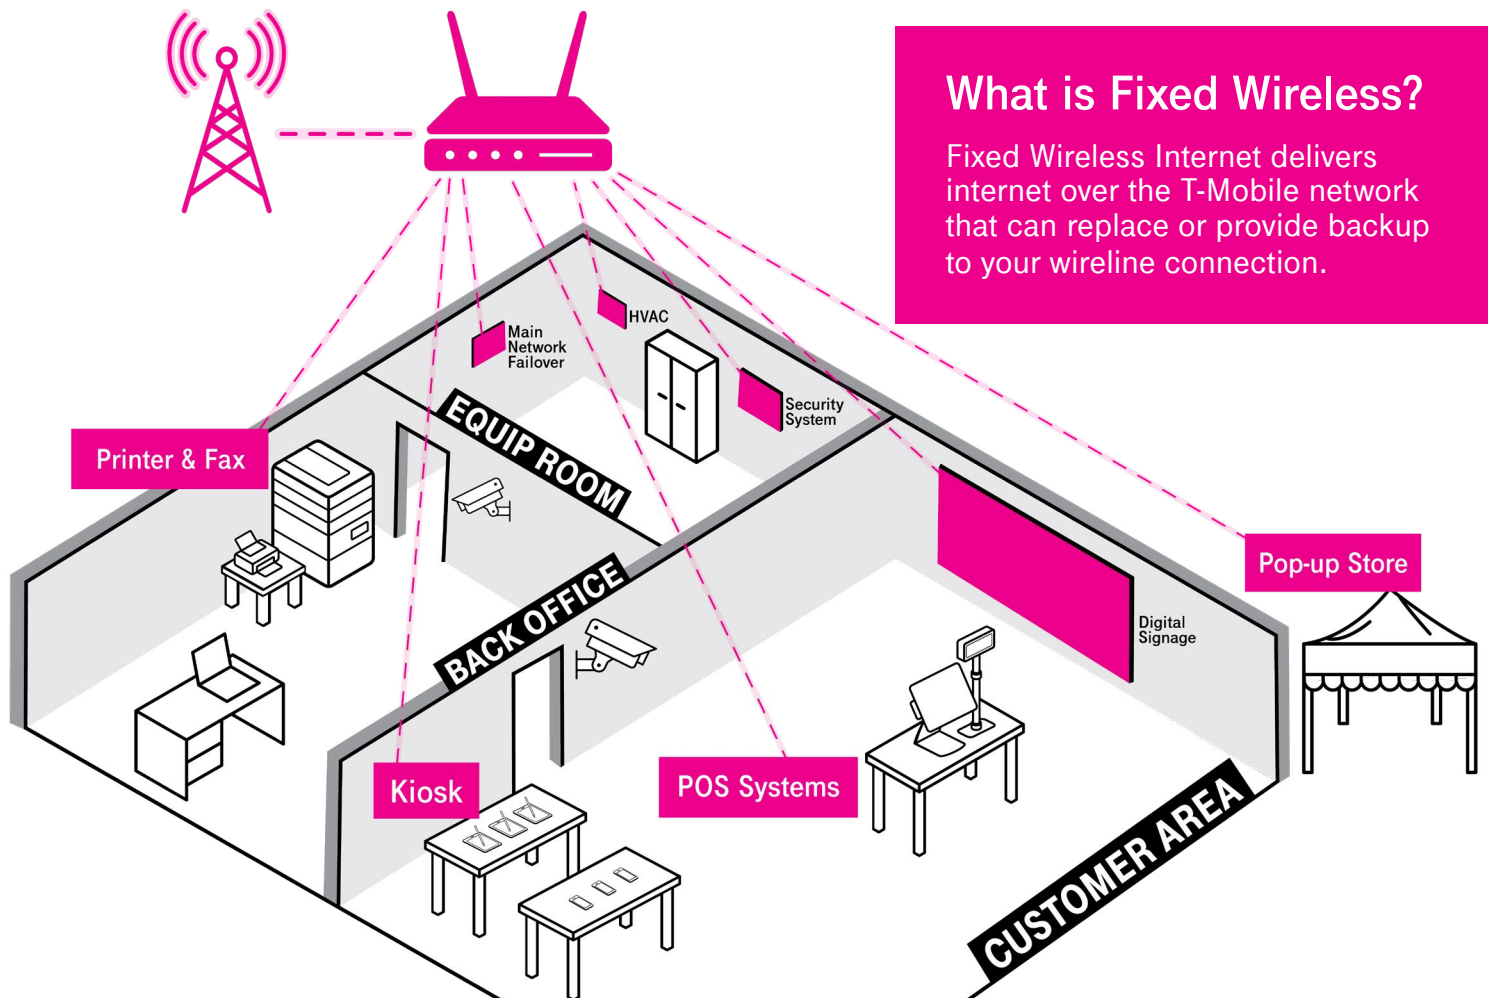 What is Fixed Wireless?
Fixed Wireless Internet delivers
internet over the T-Mobile network
that can replace or provide backup
to your wireline connection.
HVAC
Main
Network
Failover
Security
System
EQUIP ROOM
Printer & Fax
Pop-up Store
BACK OFFICE
Digital
Signage
Kiosk
POS Systems
CUSTOMER AREA